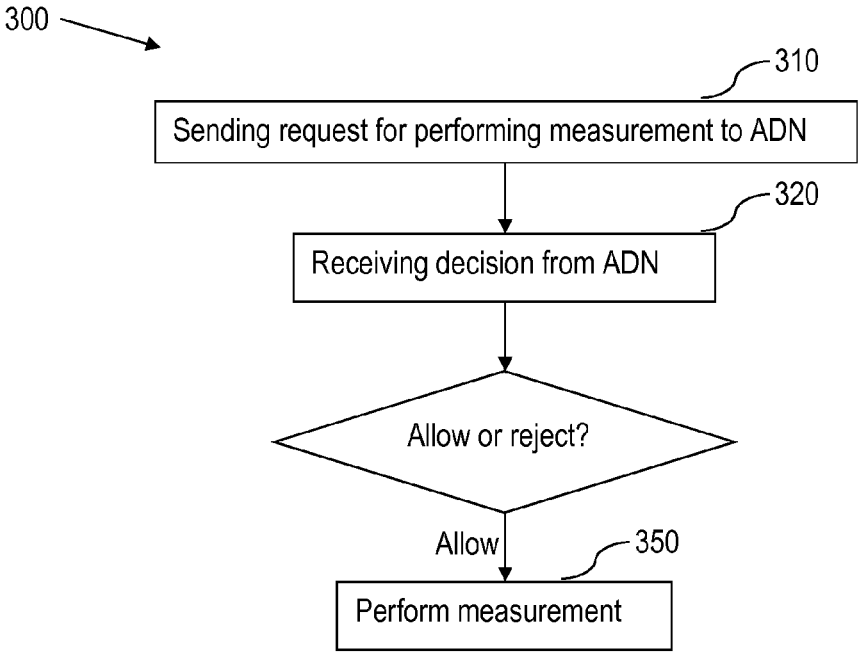 300
310
Sending request for performing measurement to ADN
320
Receiving decision from ADN
Allow or reject?
Allow
350
Perform measurement